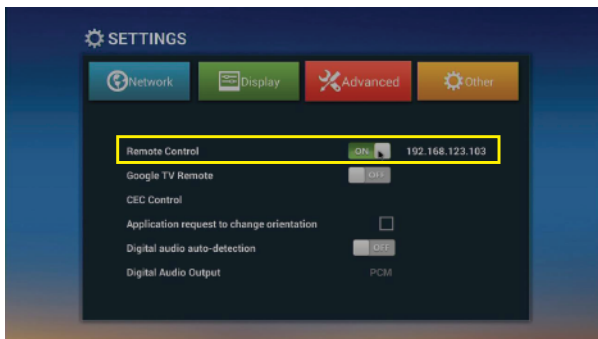 SETTINGS
Network Display Advanced Other
Remote Control ON 192.168.123.103
Google TV Remote OFF
CEC Control
Application request to change orientation
Digital audio auto-detection OFF
Digital Audio Output PCM